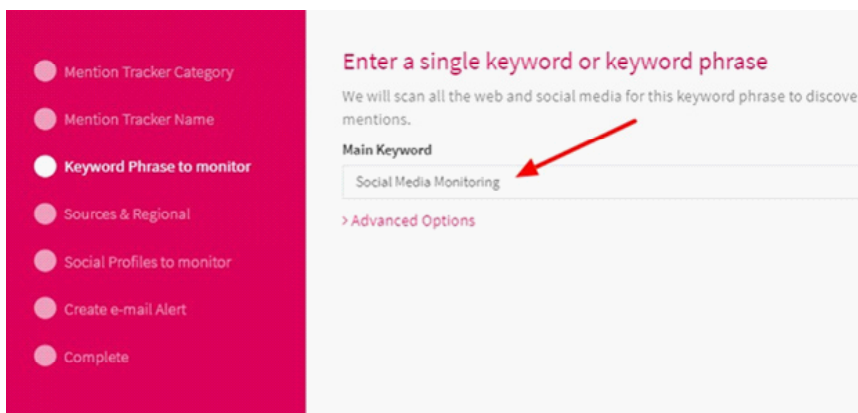 Mention Tracker Category
Mention Tracker Name
Keyword Phrase to monitor
Sources & Regional
Social Profiles to monitor
Create e-mail Alert
Complete
Enter a single keyword or keyword phrase
We will scan all the web and social media for this keyword phrase to discove
mentions.
Main Keyword
Social Media Monitoring
> Advanced Options